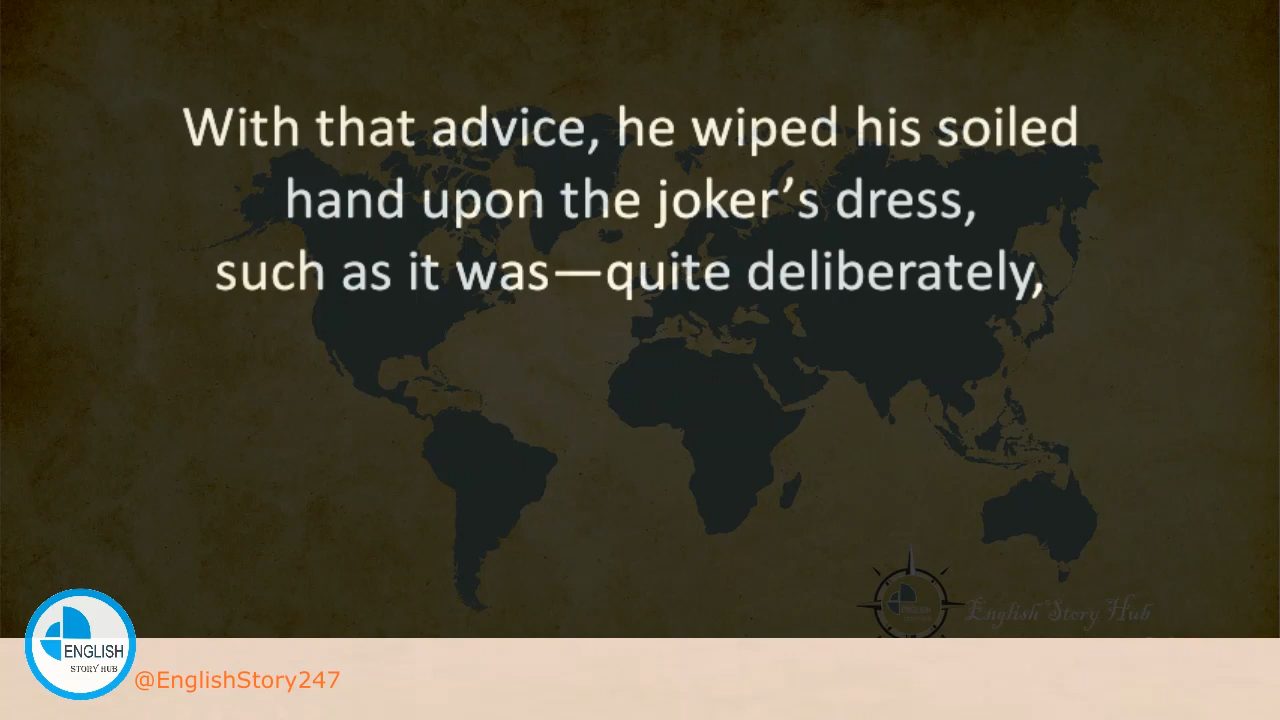 With that advice, he wiped his soiled
hand upon the joker’s dress,
such as it was—quite deliberately,
English Story Hub
ENGLISH
STORY HUB
@EnglishStory247